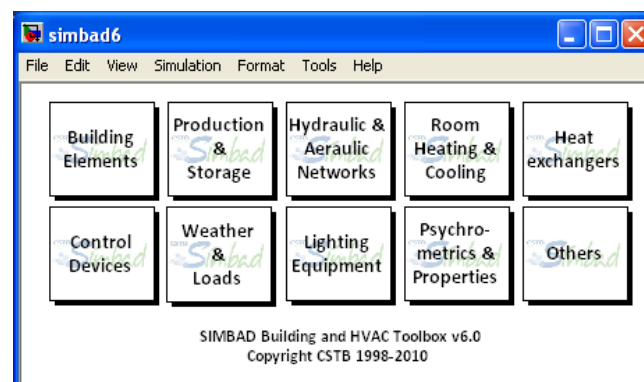 simbad6
File Edit View Simulation Format Tools Help
Building
Elements
Production
&
Storage
Hydraulic &
Aeraulic
Networks
Room
Heating &
Cooling
Heat
exchangers
Control
Devices
Weather
&
Loads
Lighting
Equipment
Psychro-
metrics &
Properties
Others
SIMBAD Building and HVAC Toolbox v6.0
Copyright CSTB 1998-2010